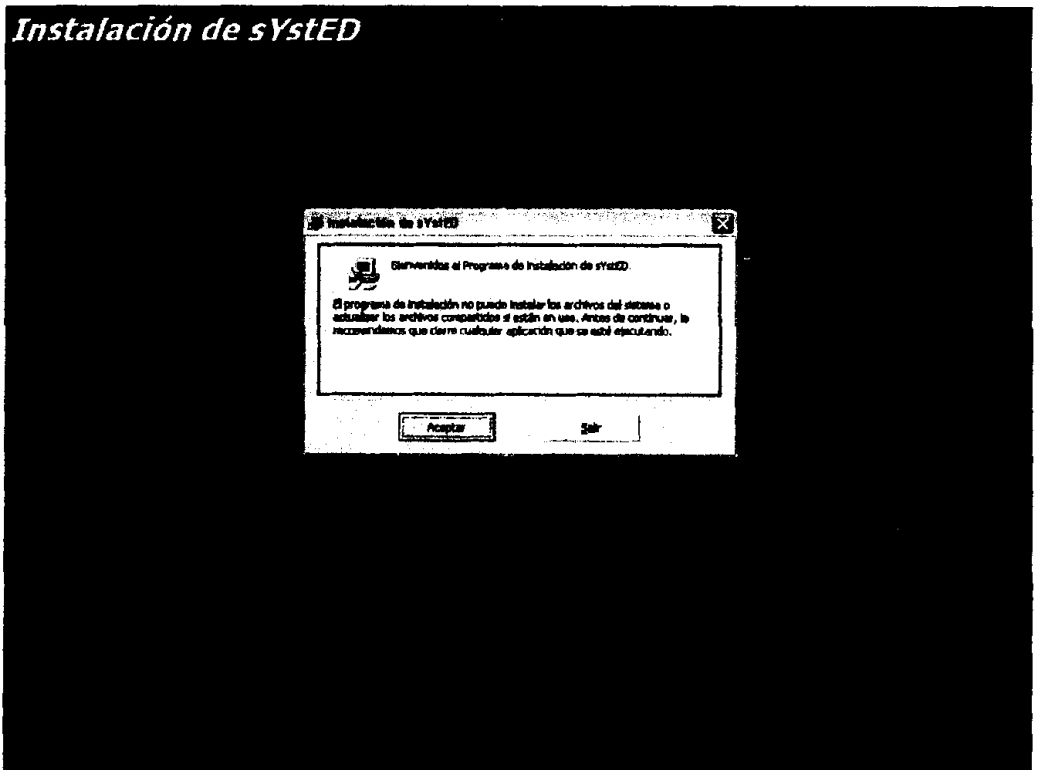 Instalación de sYstED
Instalación de sYstED
Bienvenidos al Programa de Instalación de sYstED.
El programa de instalación no puede instalar los archivos del sistema o
actualizar los archivos compartidos si están en uso. Antes de continuar, le
recomendamos que cierre cualquier aplicación que se esté ejecutando.
Aceptar
Salir